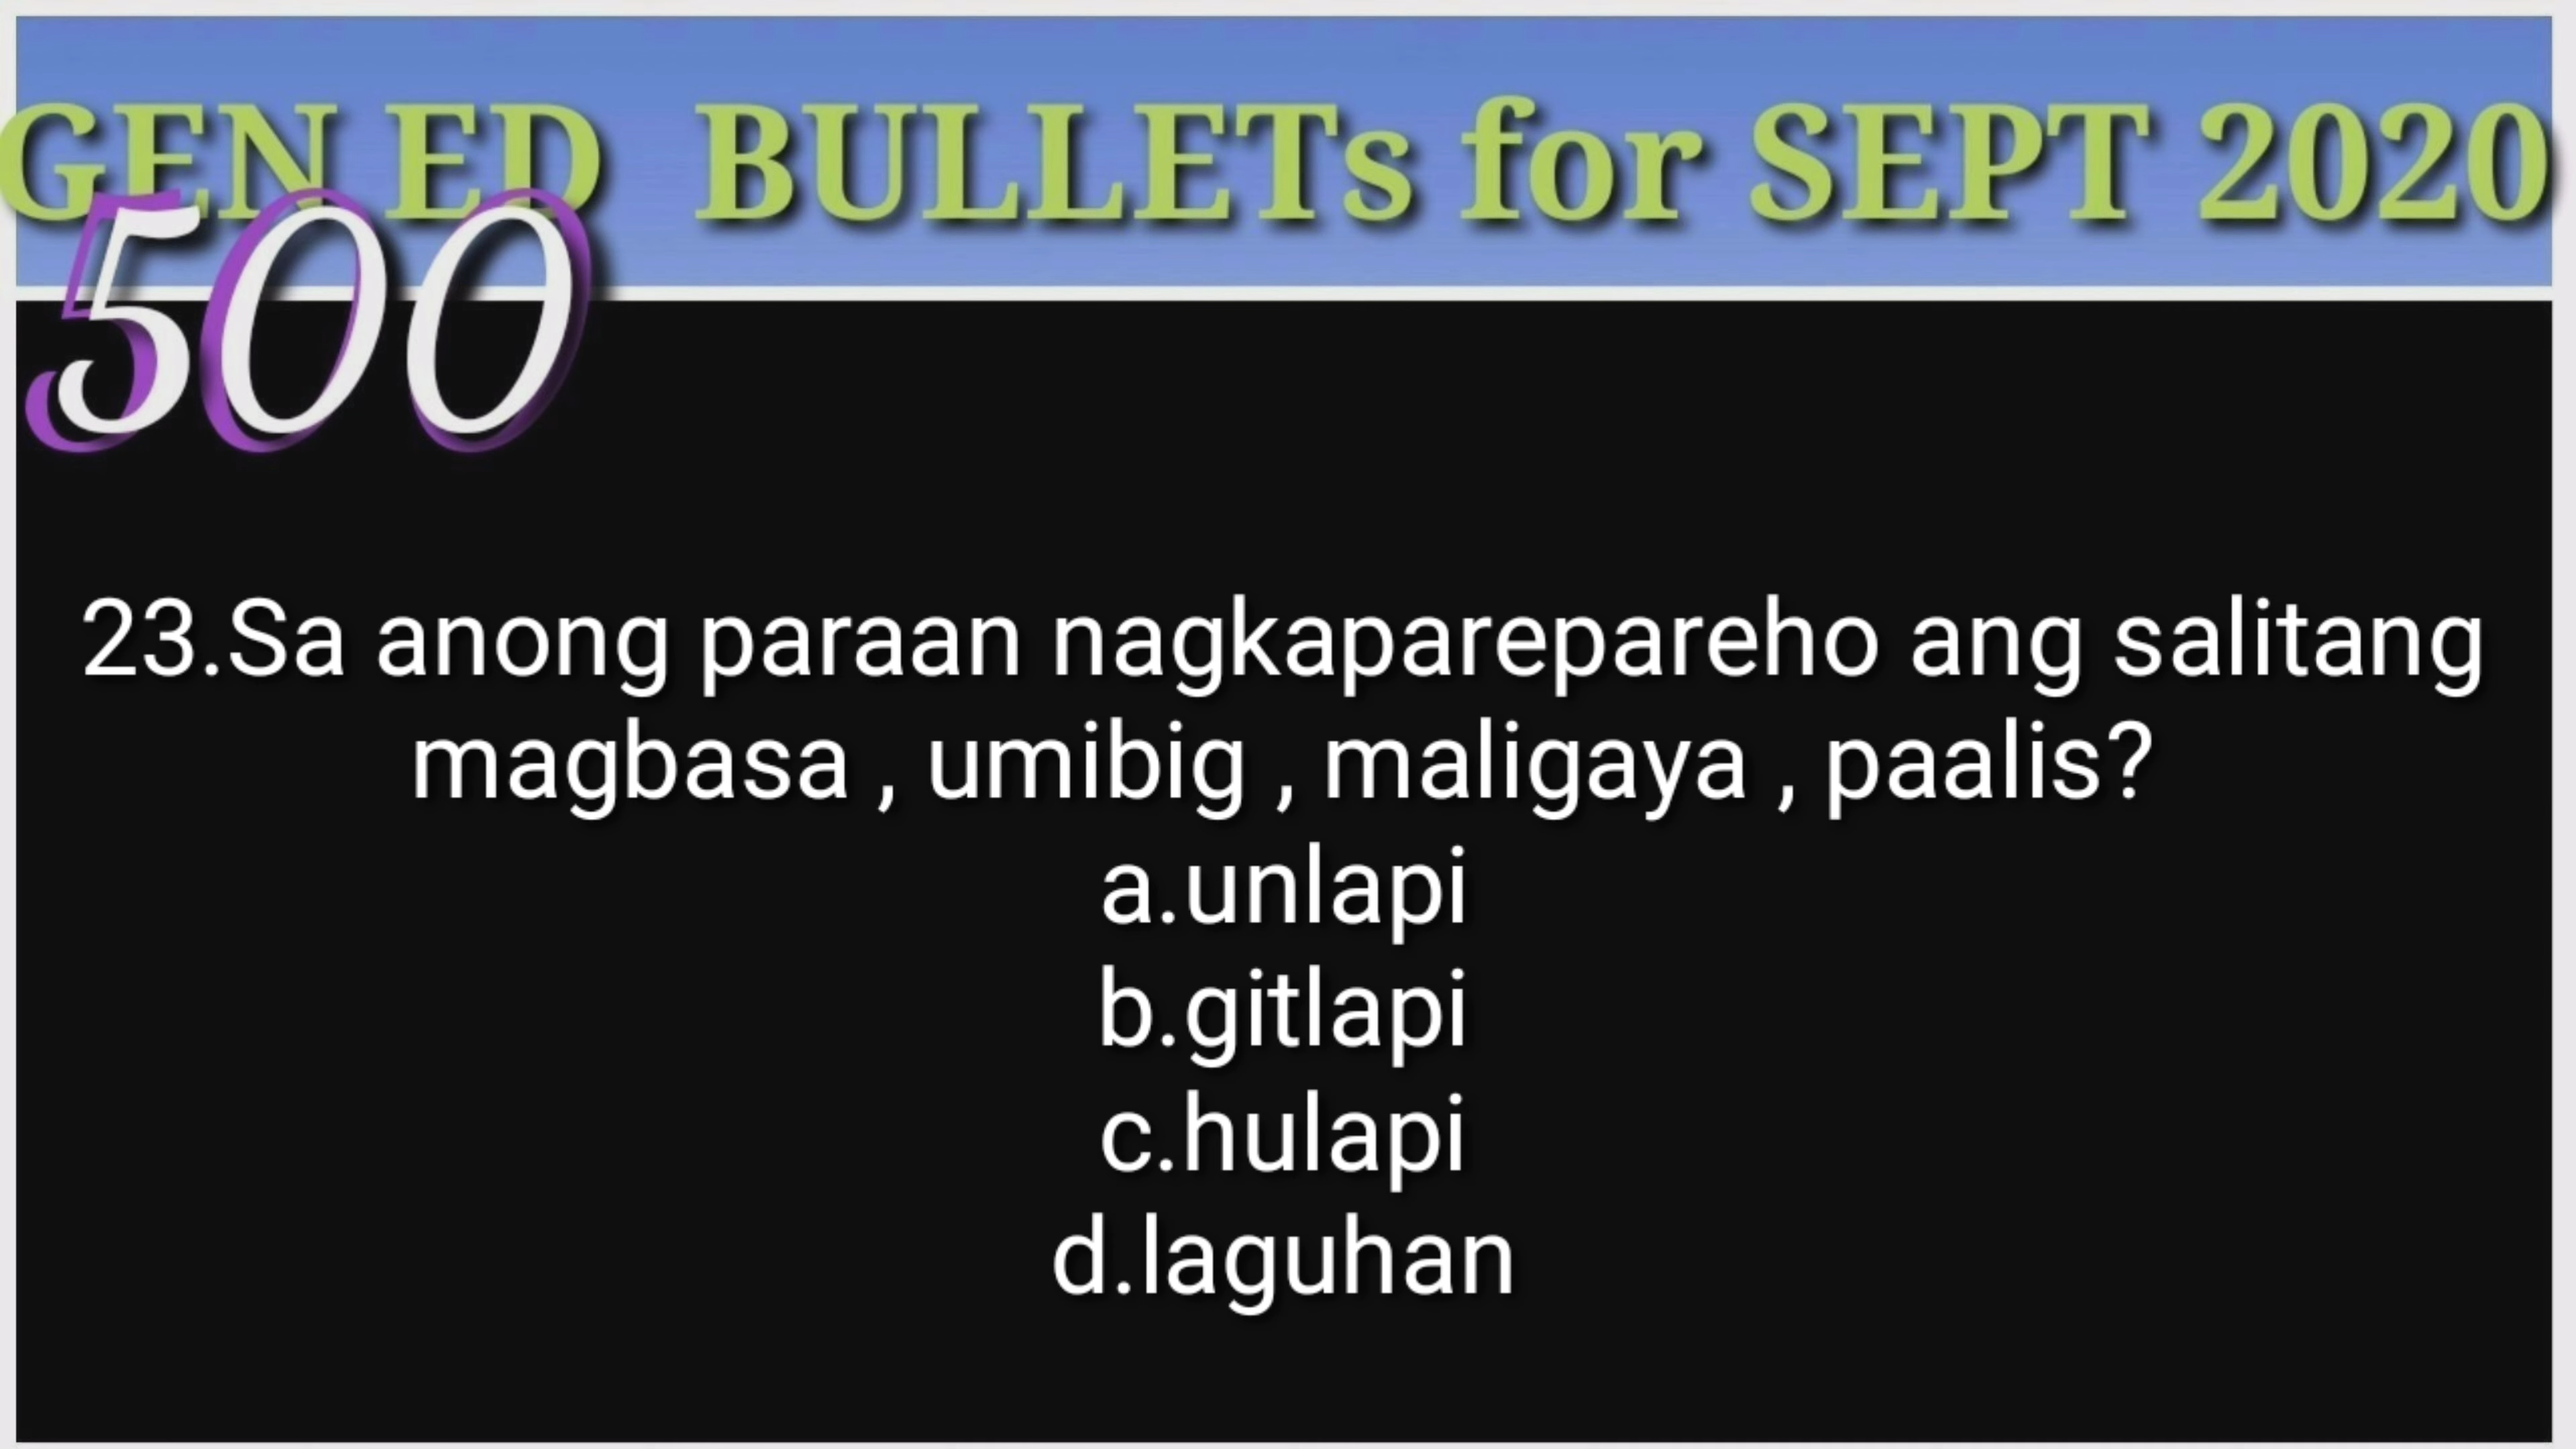 GEN ED BULLETs for SEPT 2020
500
23.Sa anong paraan nagkaparepareho ang salitang
magbasa , umibig , maligaya , paalis?
a.unlapi
b.gitlapi
c.hulapi
d.laguhan